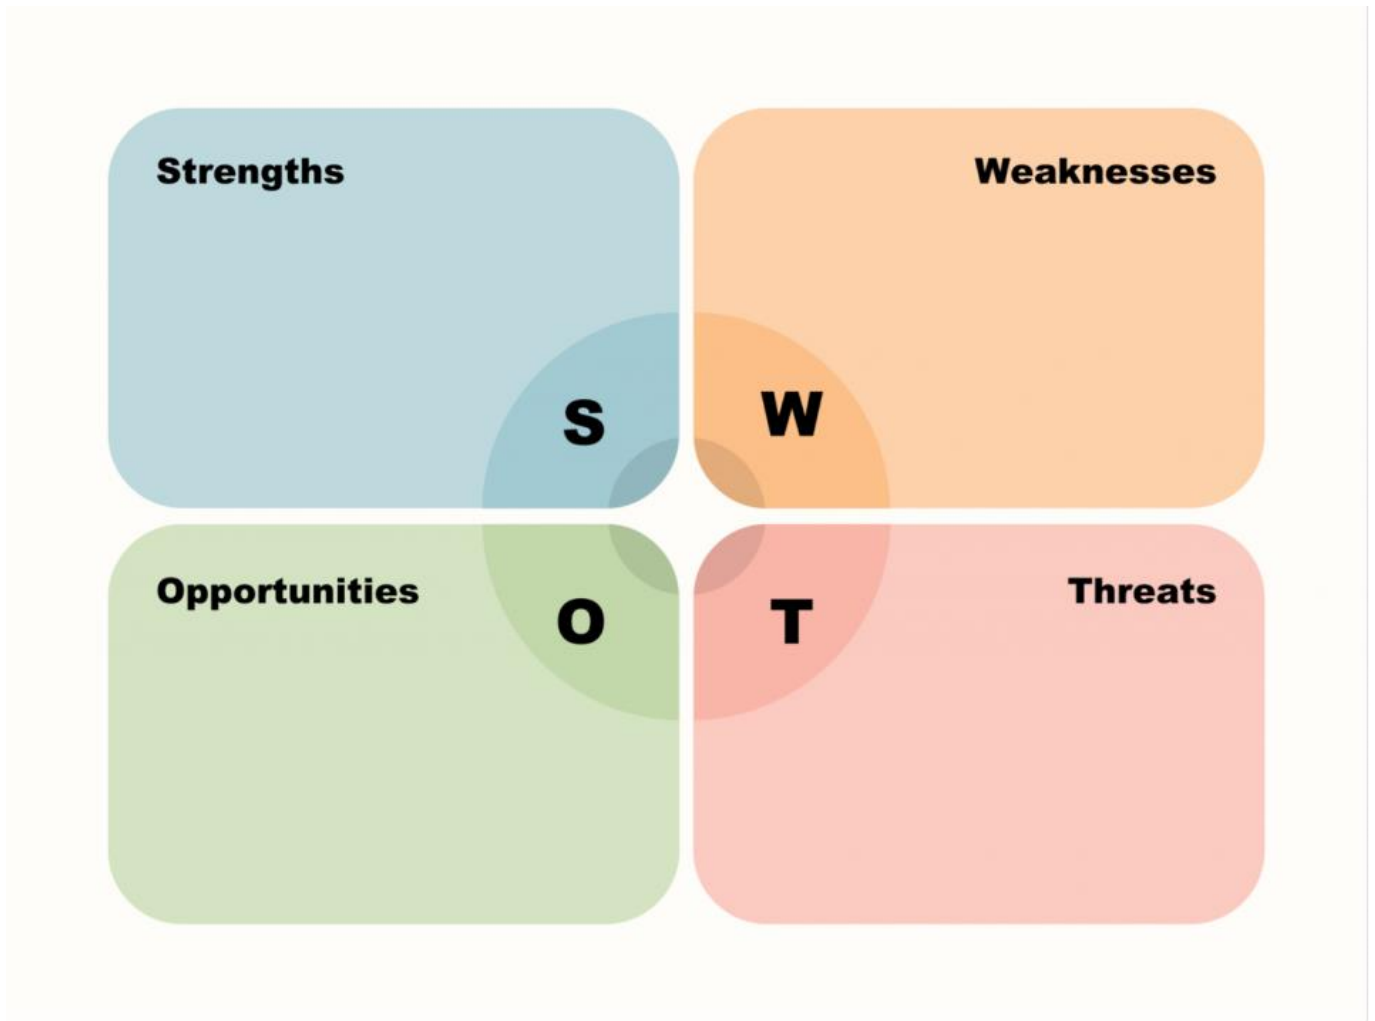 Strengths
Weaknesses
S
W
Opportunities
Threats
O
T